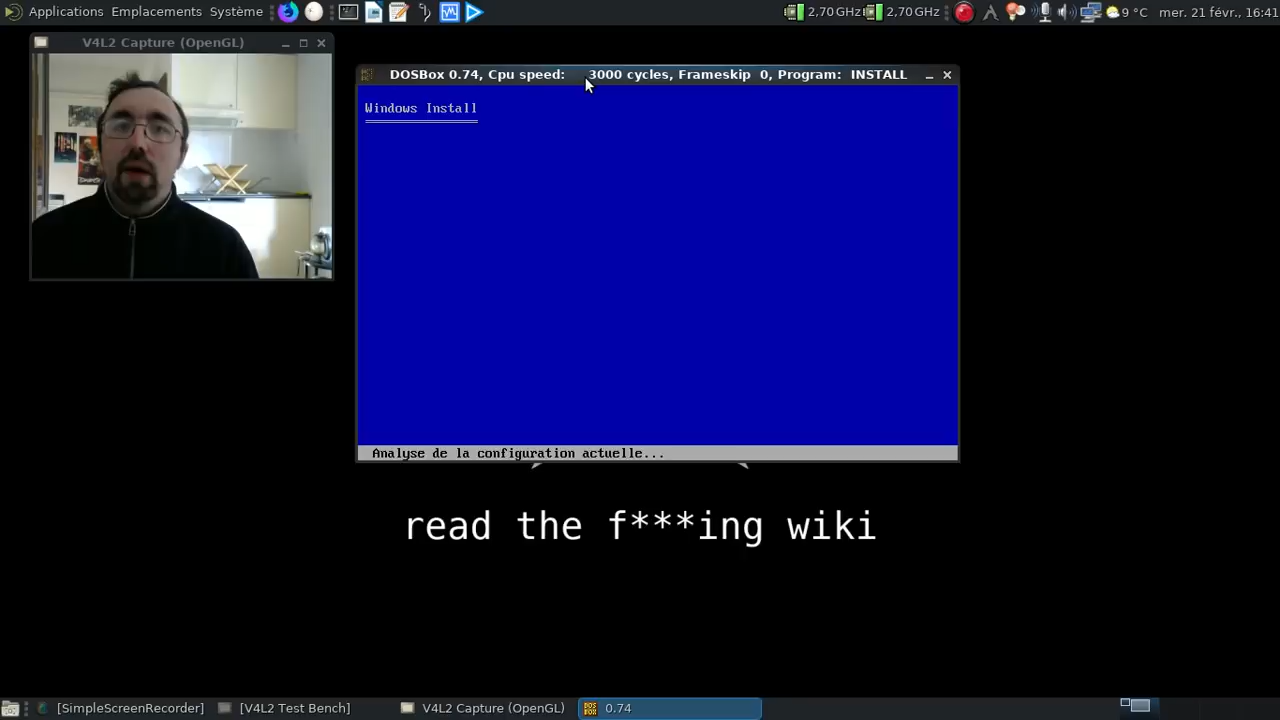 Applications Emplacements Système
2,70 GHz 2,70 GHz 9 °C mer. 21 févr., 16:41
V4L2 Capture (OpenGL)
DOSBox 0.74, Cpu speed: 3000 cycles, Frameskip 0, Program: INSTALL
Windows Install
Analyse de la configuration actuelle...
read the f***ing wiki
[SimpleScreenRecorder] [V4L2 Test Bench] V4L2 Capture (OpenGL) 0.74